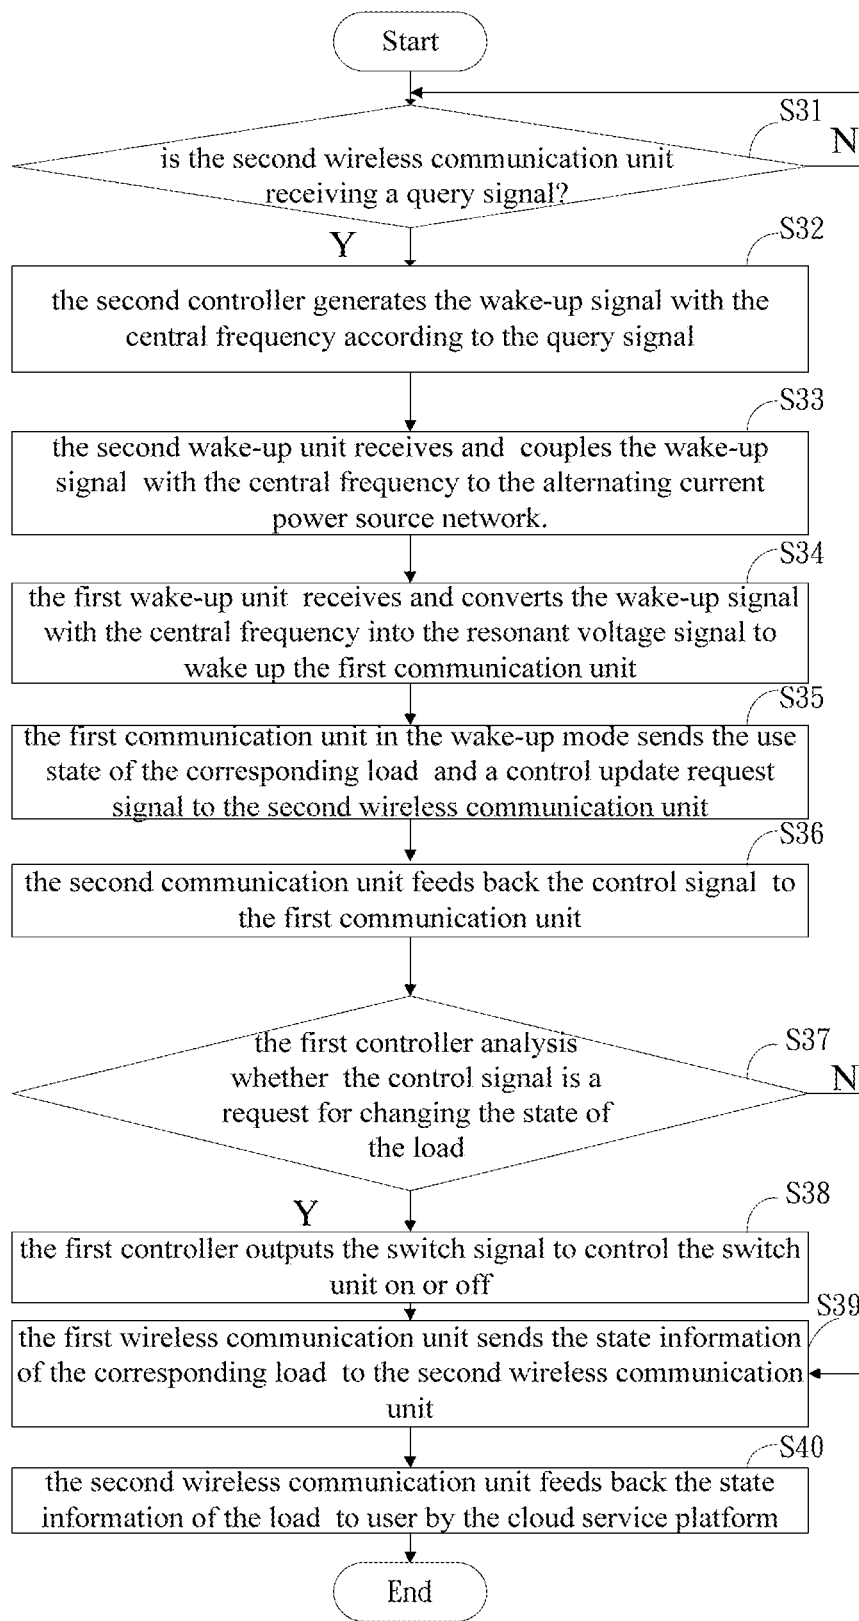 Start
S31
N
is the second wireless communication unit
receiving a query signal?
Y
S32
the second controller generates the wake-up signal with the
central frequency according to the query signal
S33
the second wake-up unit receives and couples the wake-up
signal with the central frequency to the alternating current
power source network.
S34
the first wake-up unit receives and converts the wake-up signal
with the central frequency into the resonant voltage signal to
wake up the first communication unit
S35
the first communication unit in the wake-up mode sends the use
state of the corresponding load and a control update request
signal to the second wireless communication unit
S36
the second communication unit feeds back the control signal to
the first communication unit
S37
N
the first controller analysis
whether the control signal is a
request for changing the state of
the load
Y
S38
the first controller outputs the switch signal to control the switch
unit on or off
S39
the first wireless communication unit sends the state information
of the corresponding load to the second wireless communication
unit
S40
the second wireless communication unit feeds back the state
information of the load to user by the cloud service platform
End